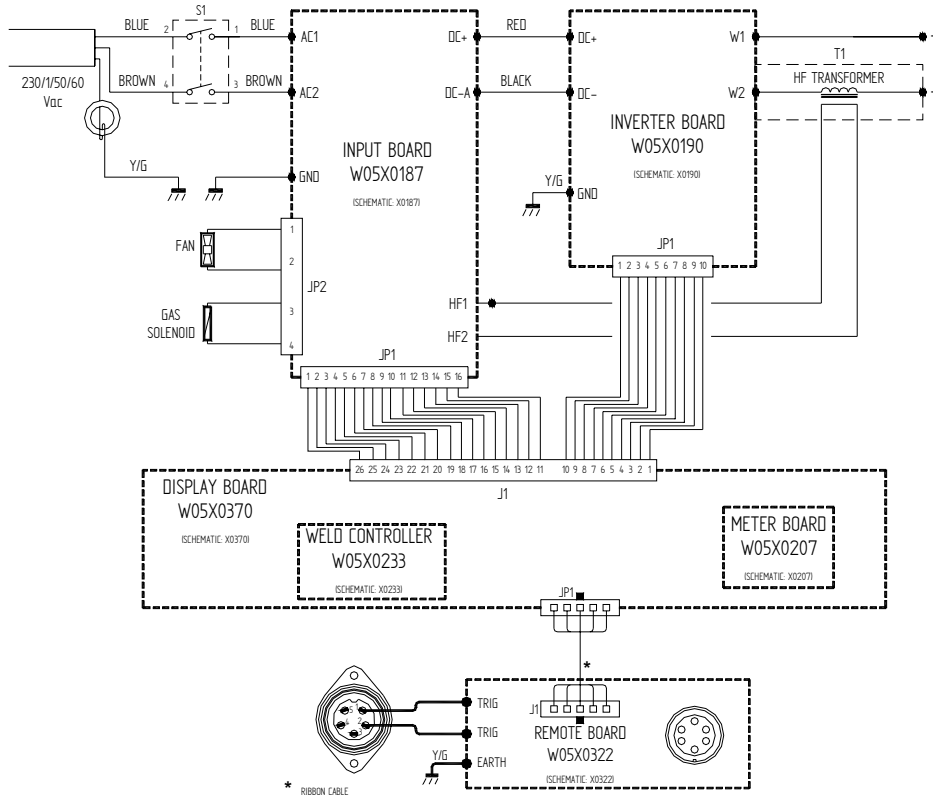 S1
BLUE 2 1 BLUE
AC1
230/1/50/60
Vac
BROWN 4 3 BROWN
AC2
Y/G
GND
INPUT BOARD
W05X0187
(SCHEMATIC: X0187)
DC+
RED
DC+
DC-A
BLACK
DC-
INVERTER BOARD
W05X0190
(SCHEMATIC: X0190)
W1
W2
T1
HF TRANSFORMER
Y/G
GND
FAN
GAS
SOLENOID
1
2
3
4
JP2
HF1
HF2
JP1
1 2 3 4 5 6 7 8 9 10
JP1
1 2 3 4 5 6 7 8 9 10 11 12 13 14 15 16
26 25 24 23 22 21 20 19 18 17 16 15 14 13 12 11 10 9 8 7 6 5 4 3 2 1
J1
DISPLAY BOARD
W05X0370
(SCHEMATIC: X0370)
WELD CONTROLLER
W05X0233
(SCHEMATIC: X0233)
METER BOARD
W05X0207
(SCHEMATIC: X0207)
JP1
*
5 1
4 2
3
TRIG
TRIG
Y/G
EARTH
J1
REMOTE BOARD
W05X0322
(SCHEMATIC: X0322)
* RIBBON CABLE